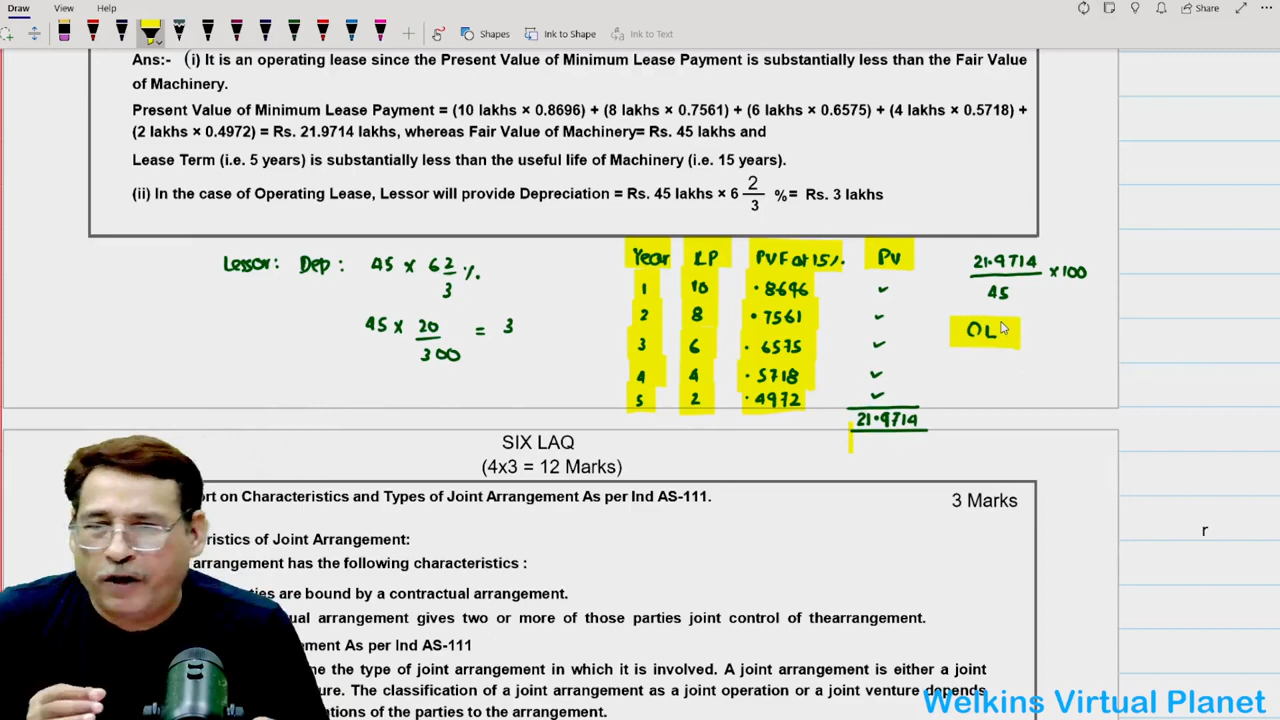 Draw View Help
Share
Shapes Ink to Shape Ink to Text
Ans:- (i) It is an operating lease since the Present Value of Minimum Lease Payment is substantially less than the Fair Value
of Machinery.
Present Value of Minimum Lease Payment = (10 lakhs × 0.8696) + (8 lakhs × 0.7561) + (6 lakhs × 0.6575) + (4 lakhs × 0.5718) +
(2 lakhs × 0.4972) = Rs. 21.9714 lakhs, whereas Fair Value of Machinery= Rs. 45 lakhs and
Lease Term (i.e. 5 years) is substantially less than the useful life of Machinery (i.e. 15 years).
(ii) In the case of Operating Lease, Lessor will provide Depreciation = Rs. 45 lakhs × 6 2/3 %= Rs. 3 lakhs
Lessor: Dep: 45 × 6 2/3 %
45 × 20/300 = 3
Year LP PVF at 15% PV
1 10 .8696 ✓
2 8 .7561 ✓
3 6 .6575 ✓
4 4 .5718 ✓
5 2 .4972 ✓
21.9714
21.9714/45 ×100
OL
SIX LAQ
(4x3 = 12 Marks)
ort on Characteristics and Types of Joint Arrangement As per Ind AS-111.
3 Marks
ristics of Joint Arrangement:
arrangement has the following characteristics :
ties are bound by a contractual arrangement.
ual arrangement gives two or more of those parties joint control of thearrangement.
ement As per Ind AS-111
ne the type of joint arrangement in which it is involved. A joint arrangement is either a joint
ure. The classification of a joint arrangement as a joint operation or a joint venture depends
ntions of the parties to the arrangement.
r
Welkins Virtual Planet